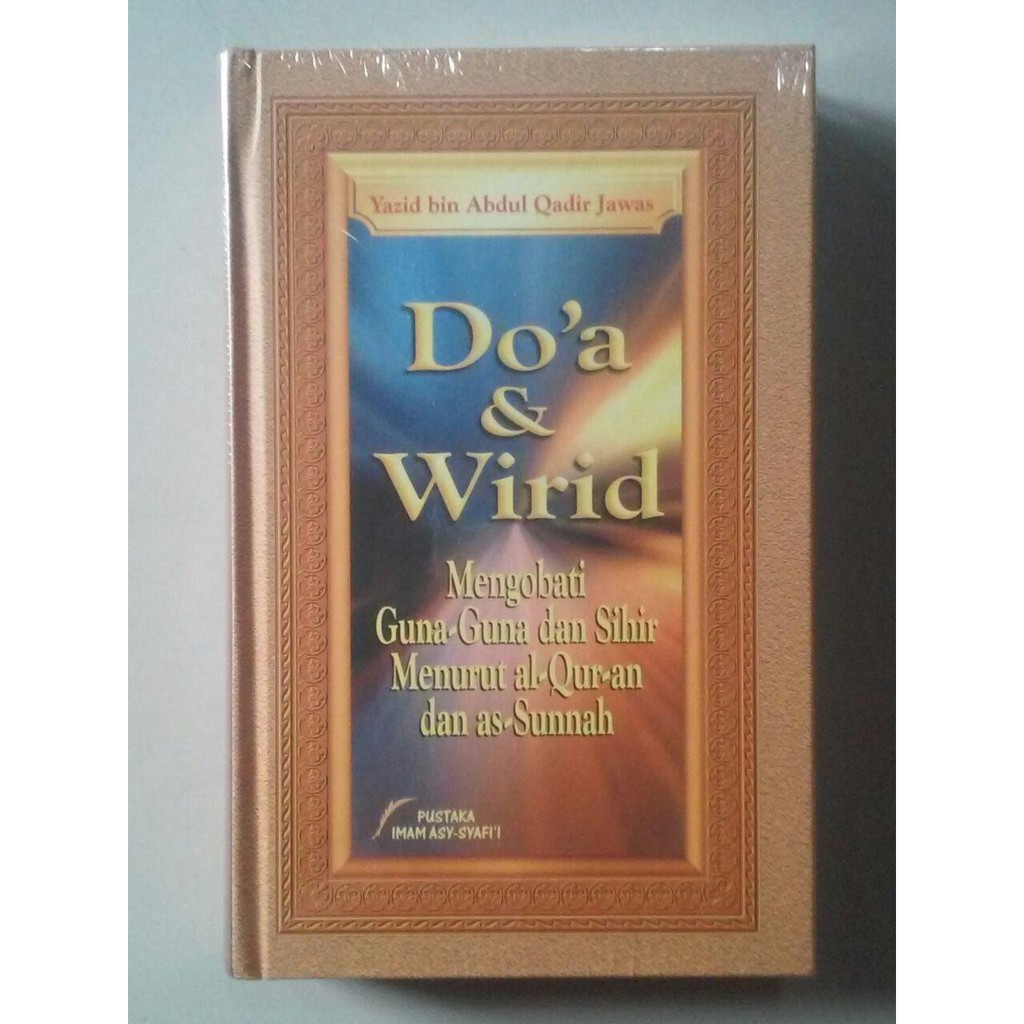 Yazid bin Abdul Qadir Jawas
Do'a
&
Wirid
Mengobati
Guna-Guna dan Sihir
Menurut al-Qur-an
dan as-Sunnah
PUSTAKA
IMAM ASY-SYAFI'I